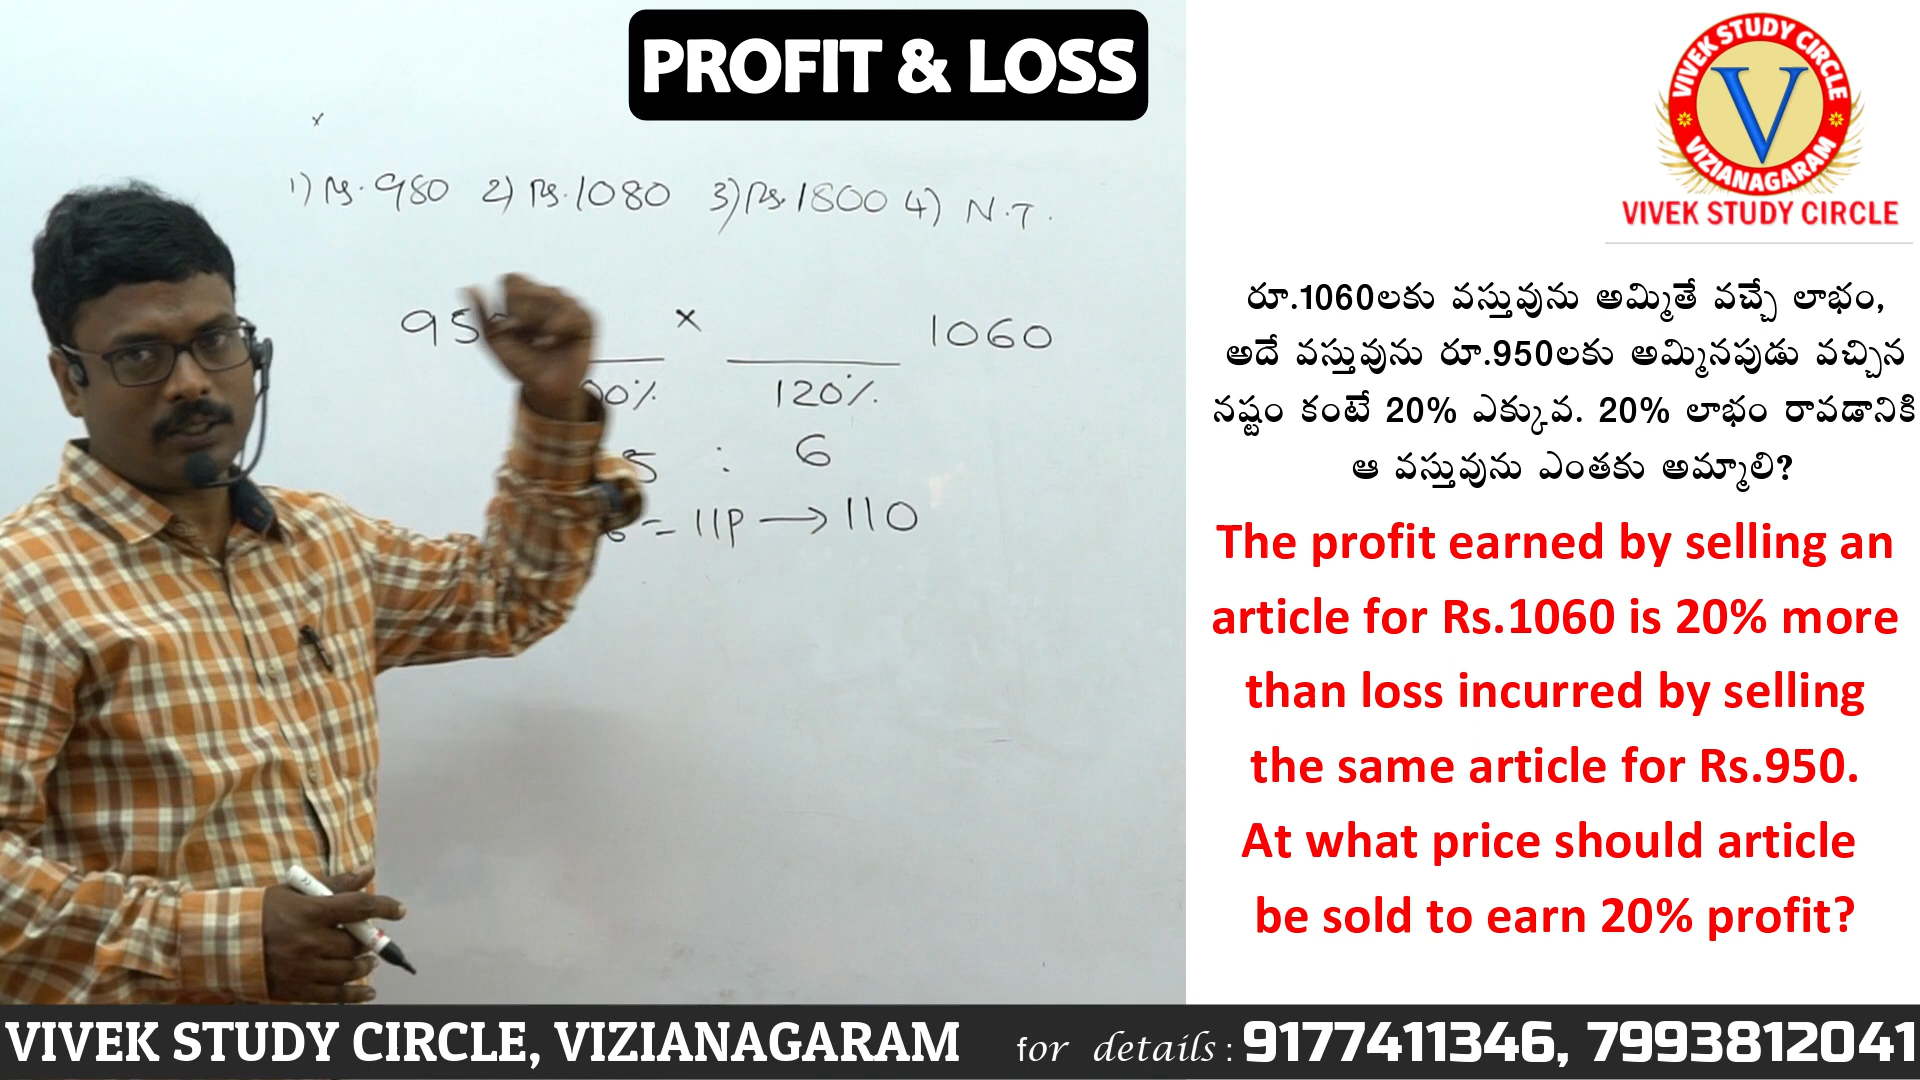 PROFIT & LOSS
x
1) Rs. 980 2) Rs. 1080 3) Rs. 1800 4) N.T.
x 1060
120%
5 : 6
= 11p → 110
VIVEK STUDY CIRCLE
V
VIZIANAGARAM
VIVEK STUDY CIRCLE
రూ.1060లకు వస్తువును అమ్మితే వచ్చే లాభం,
అదే వస్తువును రూ.950లకు అమ్మినపుడు వచ్చిన
నష్టం కంటే 20% ఎక్కువ. 20% లాభం రావడానికి
ఆ వస్తువును ఎంతకు అమ్మాలి?
The profit earned by selling an
article for Rs.1060 is 20% more
than loss incurred by selling
the same article for Rs.950.
At what price should article
be sold to earn 20% profit?
VIVEK STUDY CIRCLE, VIZIANAGARAM for details : 9177411346, 7993812041